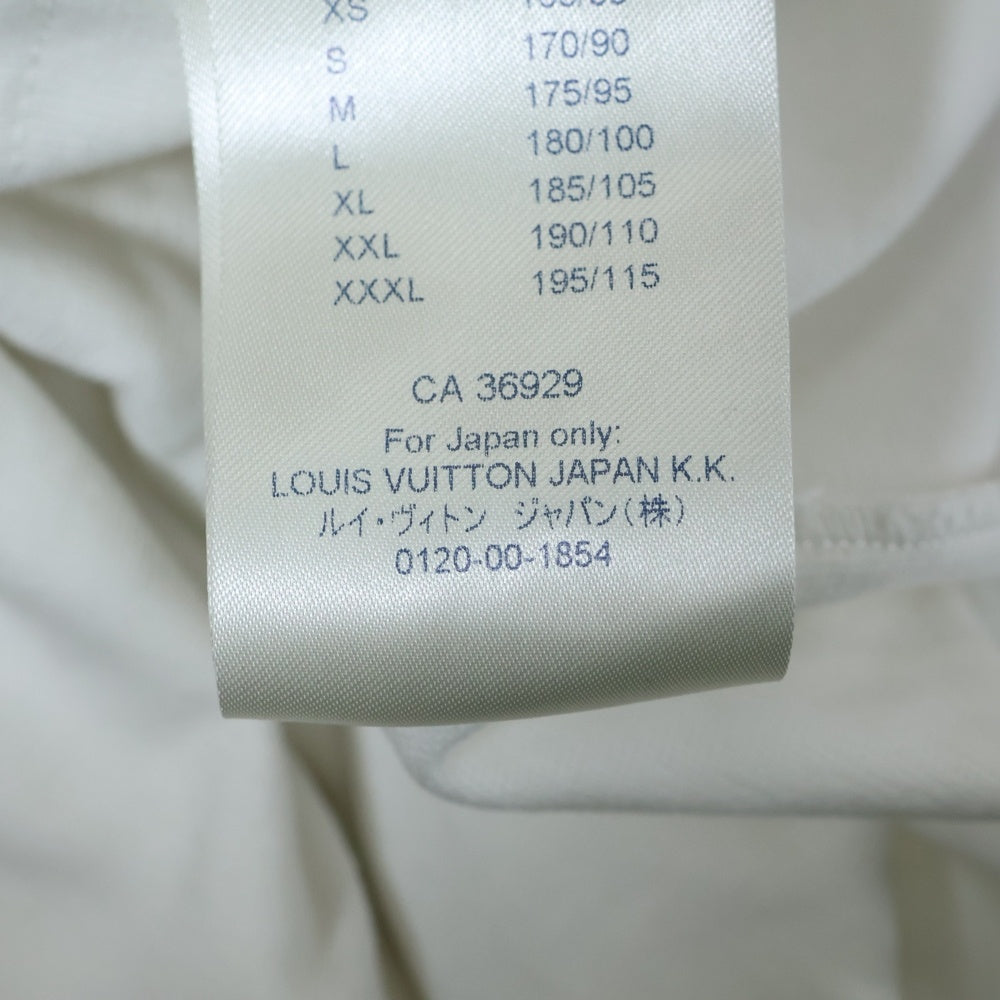 XS
S 170/90
M 175/95
L 180/100
XL 185/105
XXL 190/110
XXXL 195/115
CA 36929
For Japan only:
LOUIS VUITTON JAPAN K.K.
ルイ・ヴィトン ジャパン(株)
0120-00-1854